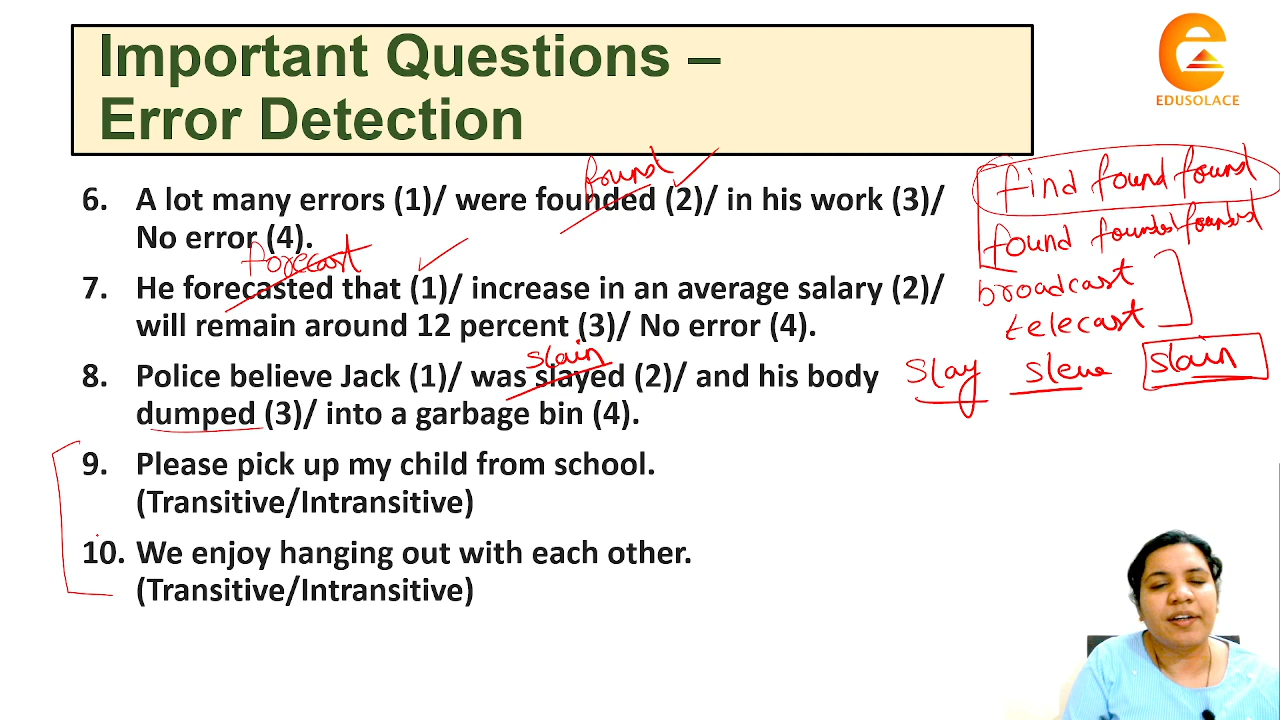 Important Questions –
Error Detection
EDUSOLACE
found
6. A lot many errors (1)/ were founded (2)/ in his work (3)/
No error (4).
find found found
found founded founded
forecast
7. He forecasted that (1)/ increase in an average salary (2)/
will remain around 12 percent (3)/ No error (4).
broadcast
telecast
slain
8. Police believe Jack (1)/ was slayed (2)/ and his body
dumped (3)/ into a garbage bin (4).
slay slew slain
9. Please pick up my child from school.
(Transitive/Intransitive)
10. We enjoy hanging out with each other.
(Transitive/Intransitive)